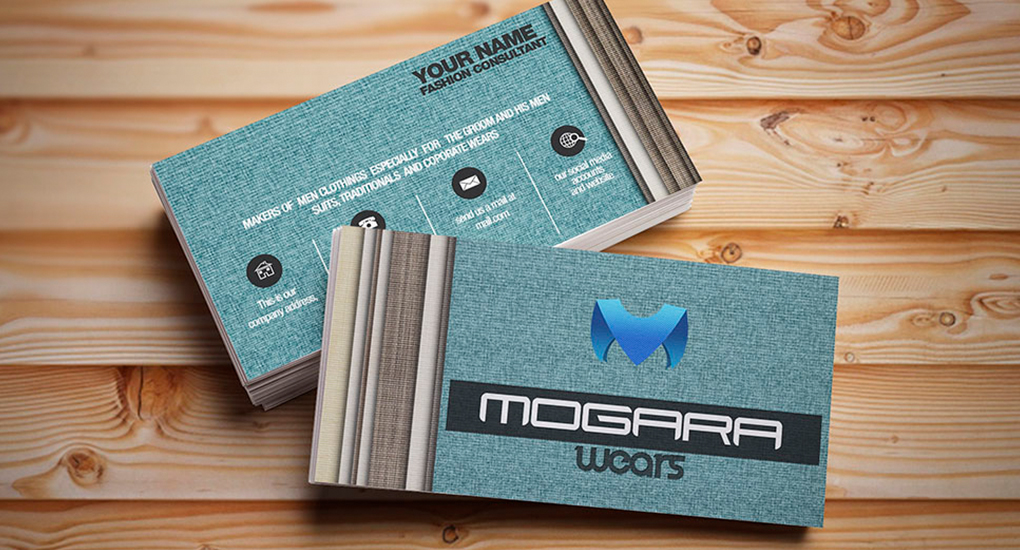 YOUR NAME
FASHION CONSULTANT
MAKERS OF MEN CLOTHINGS ESPECIALLY FOR THE GROOM AND HIS MEN
SUITS, TRADITIONALS AND COPORATE WEARS
This is our
company address,
send us a mail at
mail.com
our social media
accounts
and website
MOGARA
wears